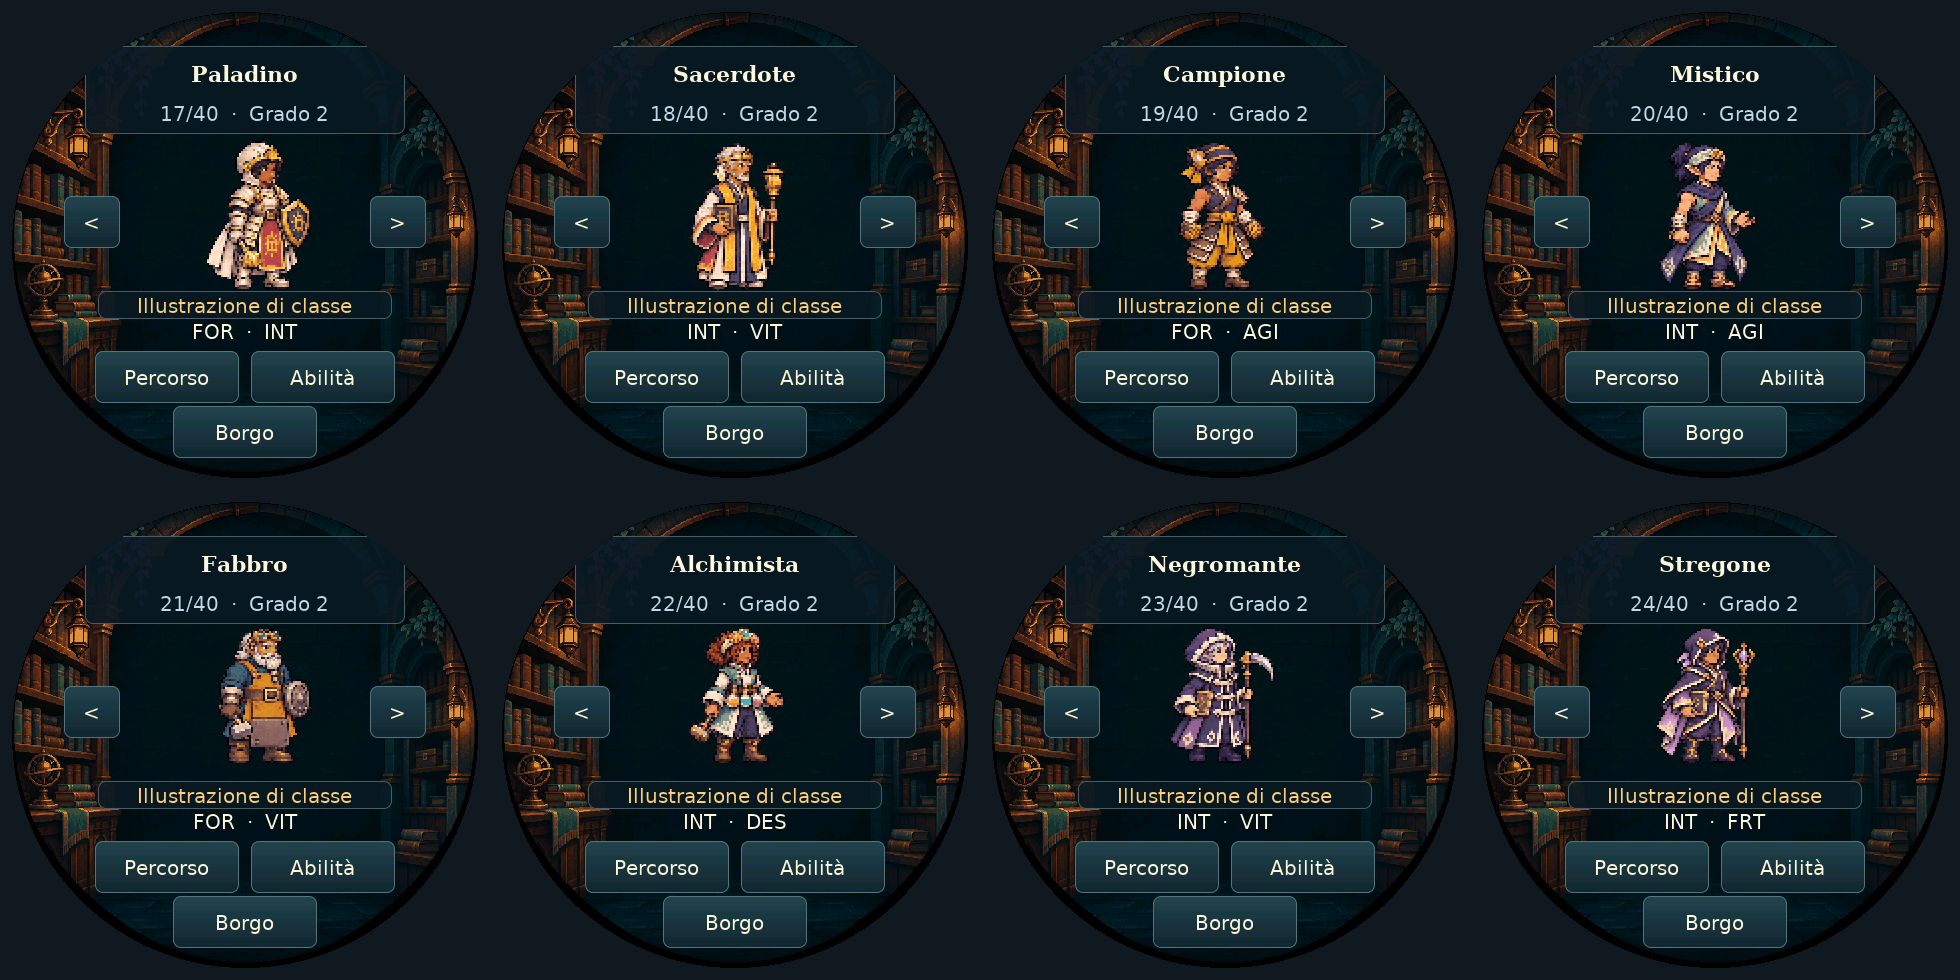 Paladino
17/40 · Grado 2
<
>
Illustrazione di classe
FOR · INT
Percorso
Abilità
Borgo
Sacerdote
18/40 · Grado 2
<
>
Illustrazione di classe
INT · VIT
Percorso
Abilità
Borgo
Campione
19/40 · Grado 2
<
>
Illustrazione di classe
FOR · AGI
Percorso
Abilità
Borgo
Mistico
20/40 · Grado 2
<
>
Illustrazione di classe
INT · AGI
Percorso
Abilità
Borgo
Fabbro
21/40 · Grado 2
<
>
Illustrazione di classe
FOR · VIT
Percorso
Abilità
Borgo
Alchimista
22/40 · Grado 2
<
>
Illustrazione di classe
INT · DES
Percorso
Abilità
Borgo
Negromante
23/40 · Grado 2
<
>
Illustrazione di classe
INT · VIT
Percorso
Abilità
Borgo
Stregone
24/40 · Grado 2
<
>
Illustrazione di classe
INT · FRT
Percorso
Abilità
Borgo